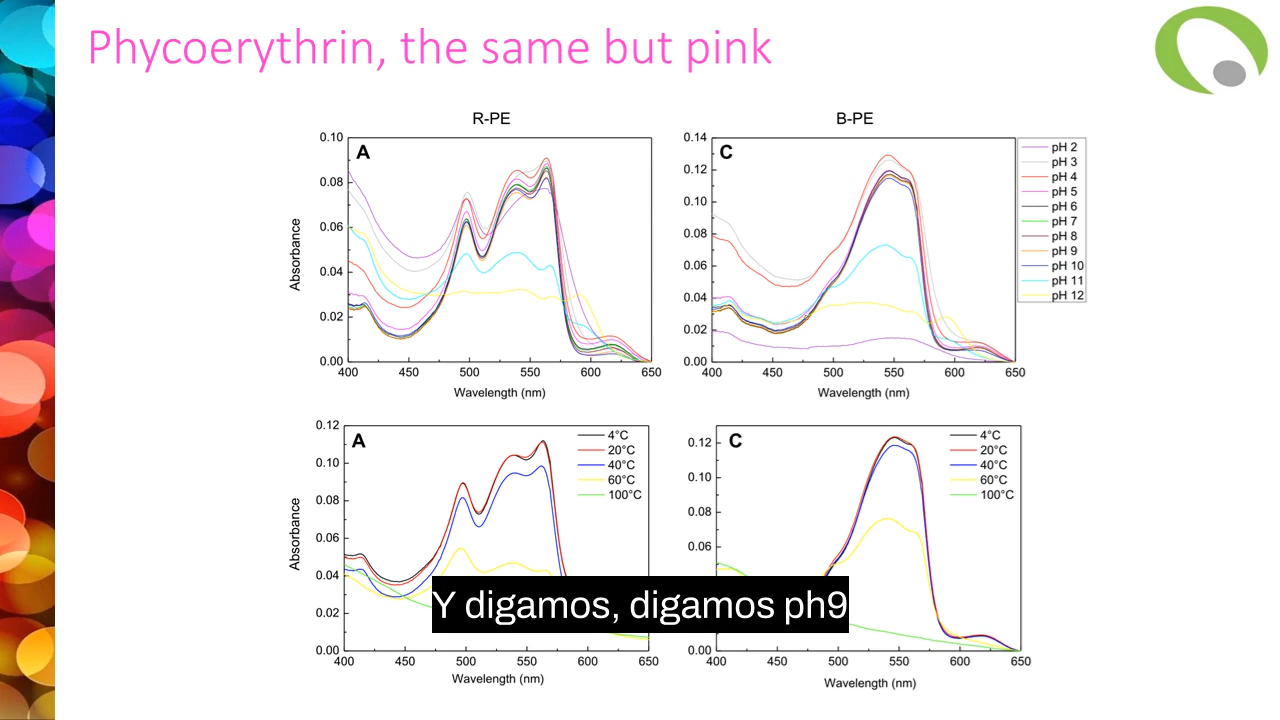 Phycoerythrin, the same but pink
R-PE
B-PE
A
0.10
0.08
0.06
0.04
0.02
0.00
Absorbance
400 450 500 550 600 650
Wavelength (nm)
C
0.14
0.12
0.10
0.08
0.06
0.04
0.02
0.00
400 450 500 550 600 650
Wavelength (nm)
pH 2
pH 3
pH 4
pH 5
pH 6
pH 7
pH 8
pH 9
pH 10
pH 11
pH 12
A
0.12
0.10
0.08
0.06
0.04
0.02
0.00
Absorbance
4°C
20°C
40°C
60°C
100°C
400 450 500 550 600 650
Wavelength (nm)
C
0.12
0.10
0.08
0.06
0.00
4°C
20°C
40°C
60°C
100°C
400 450 500 550 600 650
Wavelength (nm)
Y digamos, digamos ph9